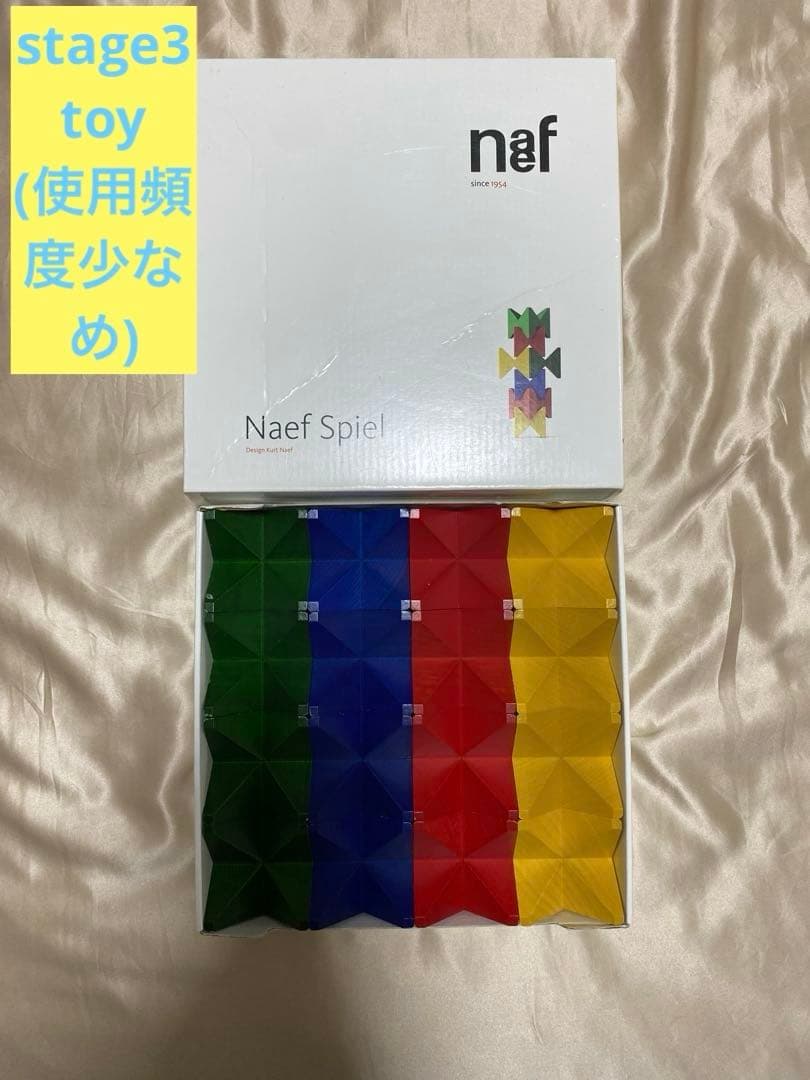 stage3
toy
(使用頻
度少な
め)
naef
since 1954
Naef Spiel
Design Kurt Naef